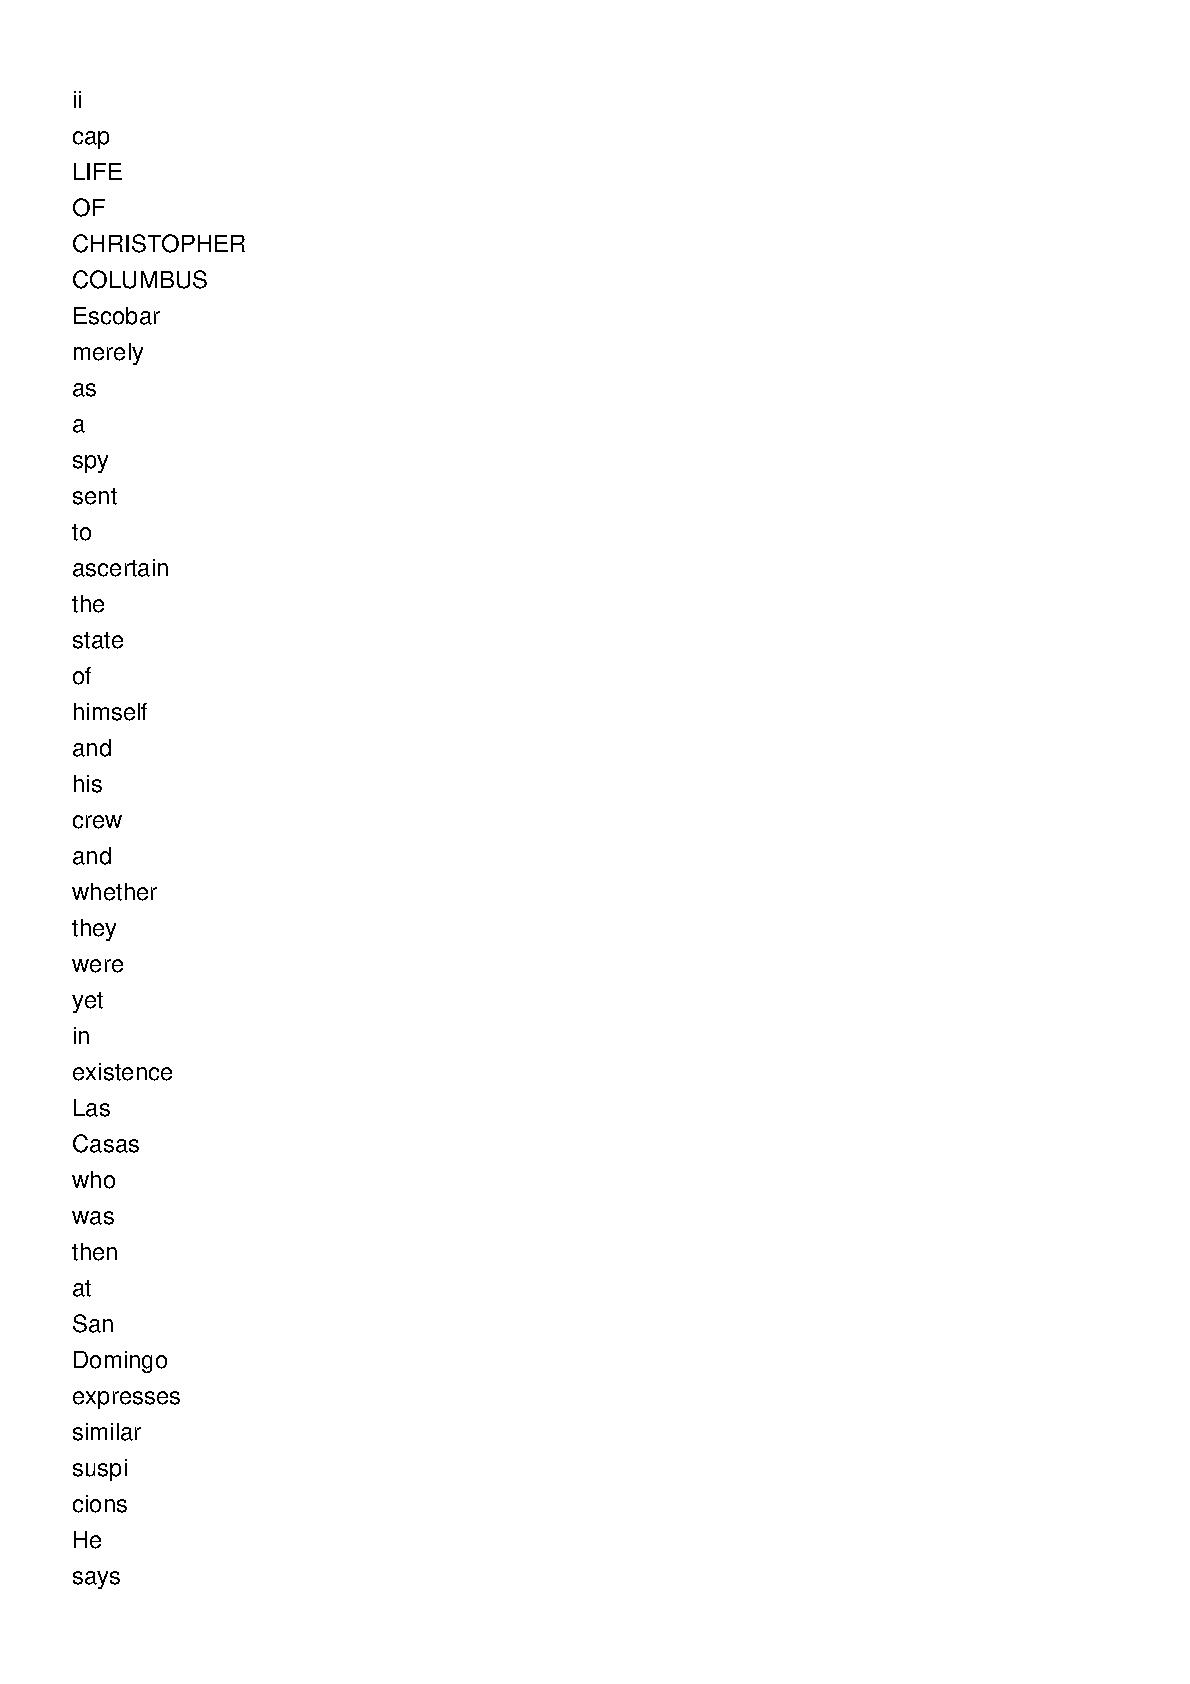 ii
cap
LIFE
OF
CHRISTOPHER
COLUMBUS
Escobar
merely
as
a
spy
sent
to
ascertain
the
state
of
himself
and
his
crew
and
whether
they
were
yet
in
existence
Las
Casas
who
was
then
at
San
Domingo
expresses
similar
suspi
cions
He
says